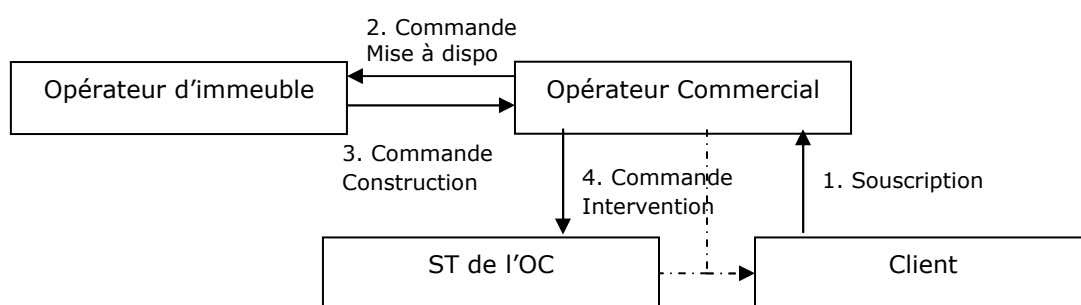 2. Commande
Mise à dispo
Opérateur d’immeuble
Opérateur Commercial
3. Commande
Construction
4. Commande
Intervention
1. Souscription
ST de l’OC
Client